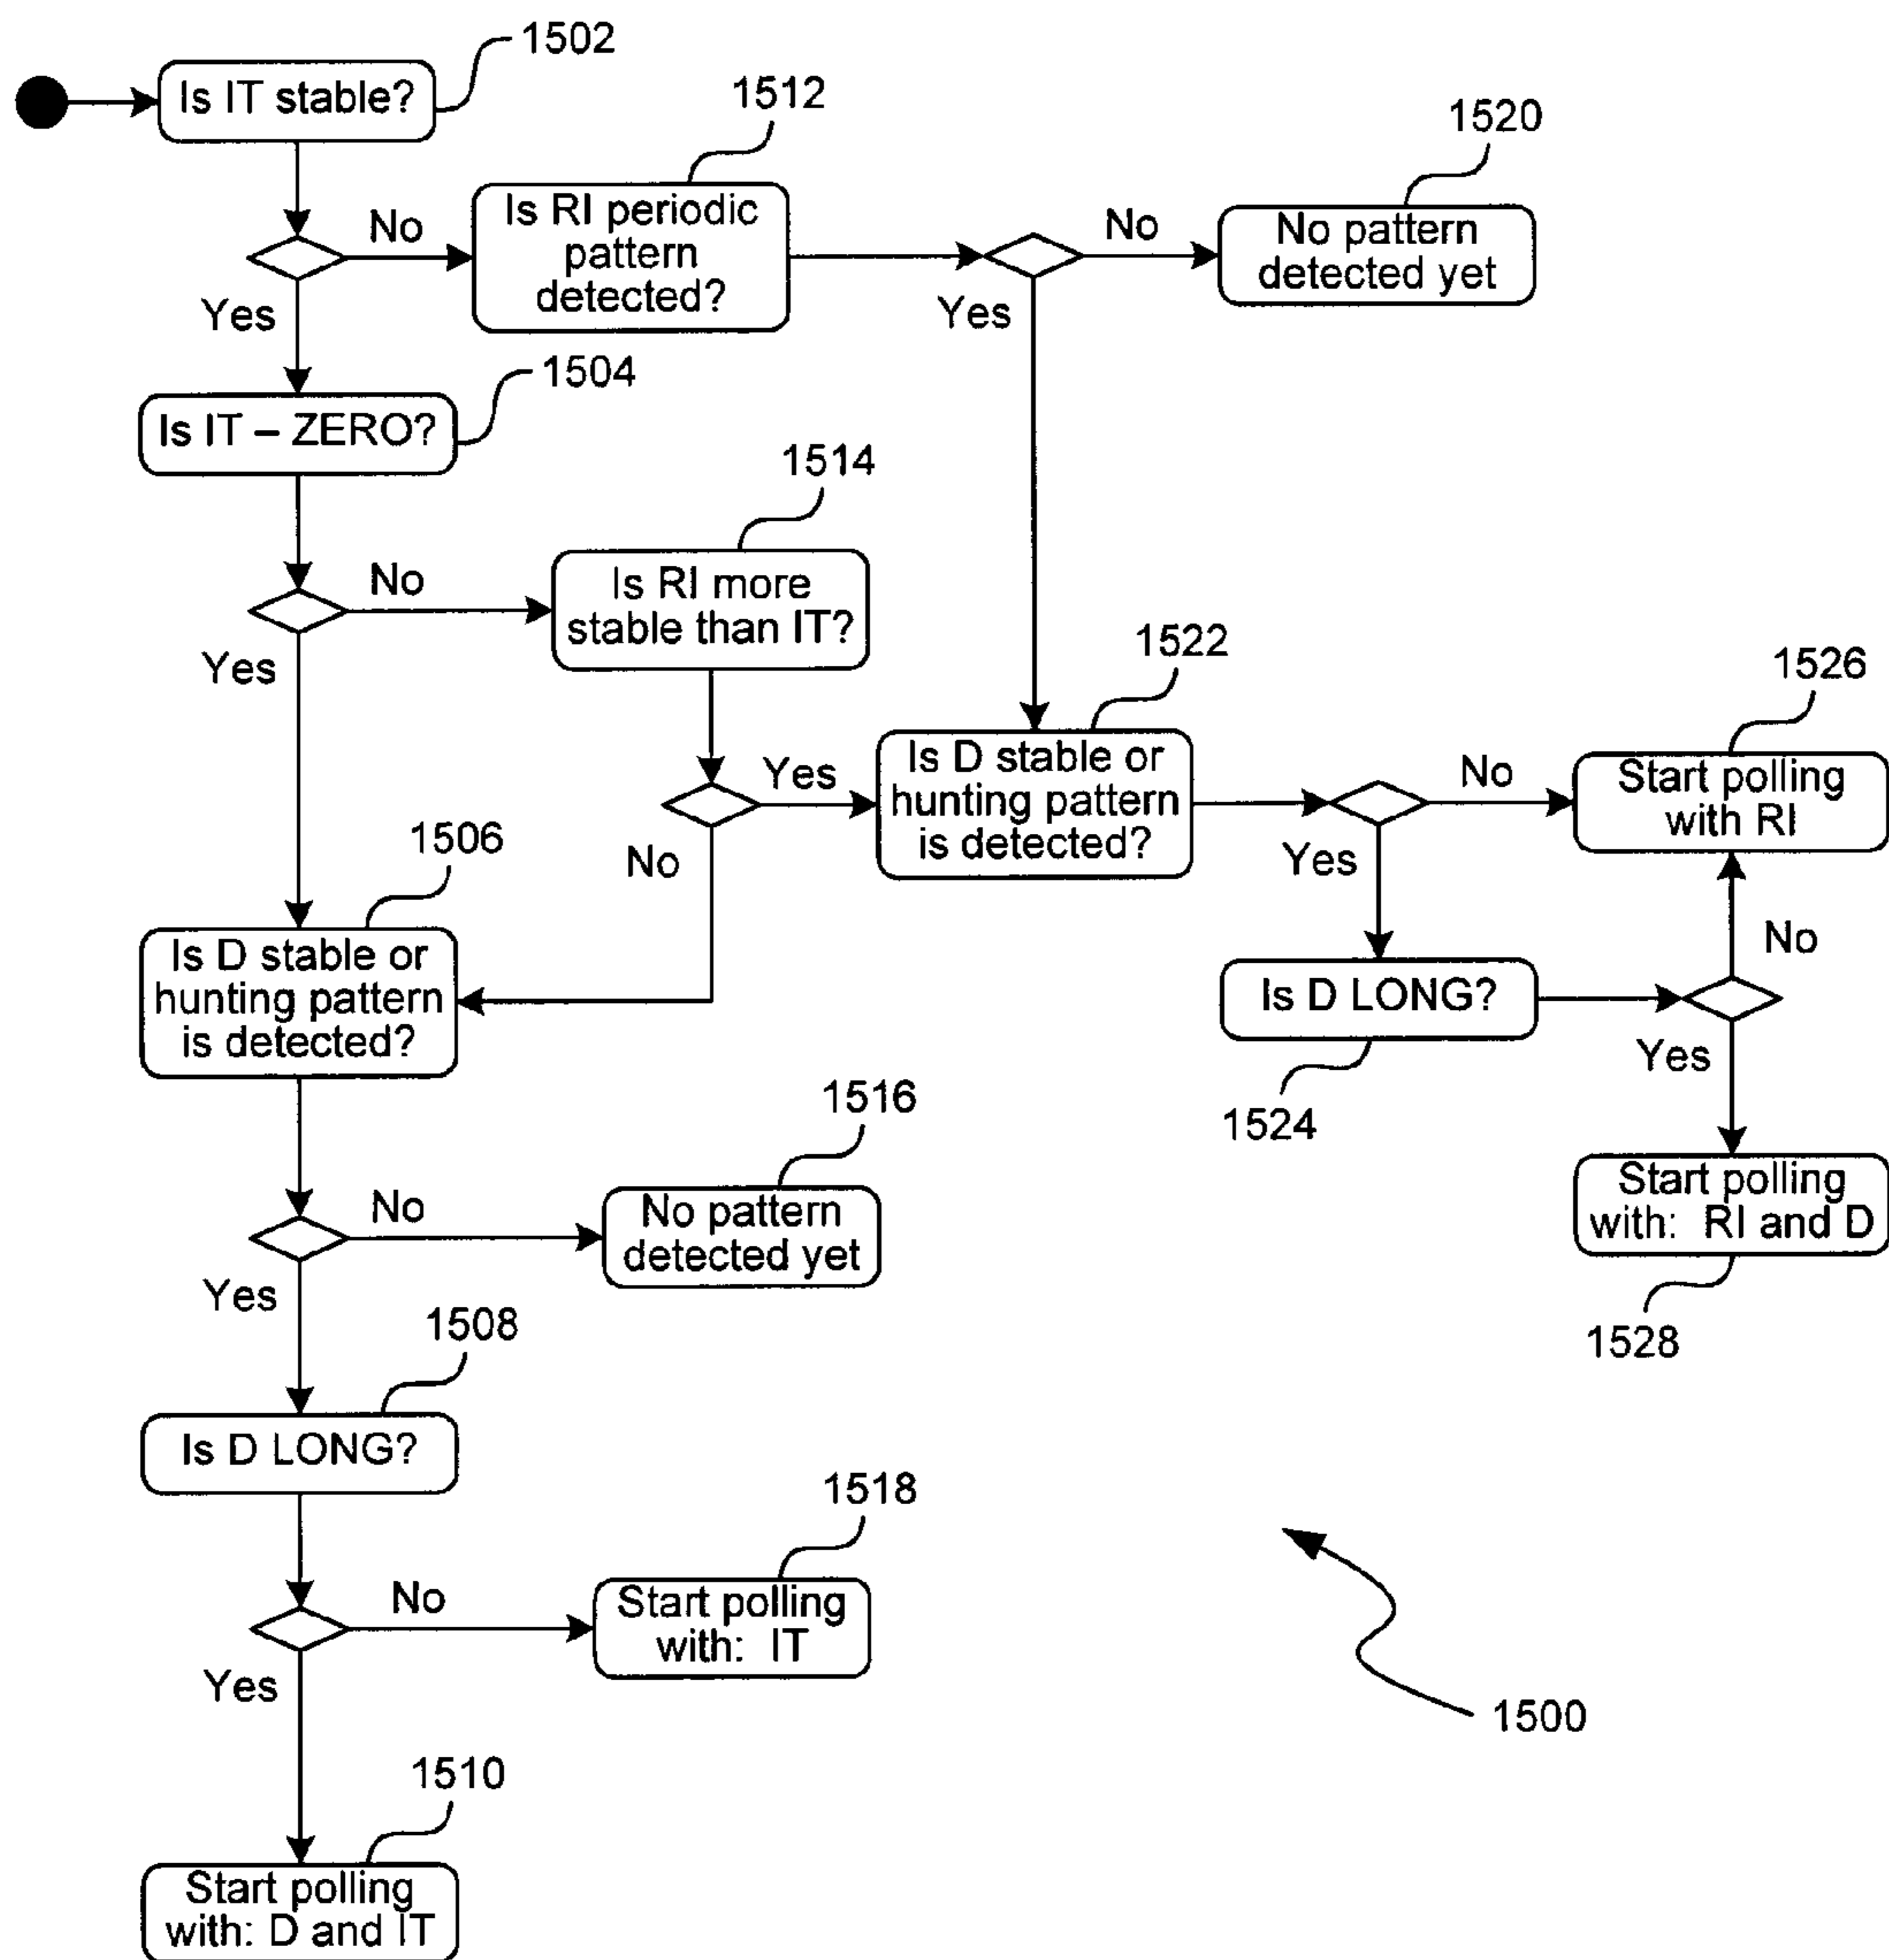 1502
Is IT stable?
1512
1520
No
Is RI periodic
pattern
detected?
No
No pattern
detected yet
Yes
Yes
1504
Is IT – ZERO?
1514
No
Is RI more
stable than IT?
Yes
1522
1526
Yes
Is D stable or
hunting pattern
is detected?
No
Start polling
with RI
No
Yes
1506
Is D stable or
hunting pattern
is detected?
Is D LONG?
No
Yes
1524
1516
Start polling
with: RI and D
1528
No
No pattern
detected yet
Yes
1508
Is D LONG?
1518
No
Start polling
with: IT
Yes
1500
1510
Start polling
with: D and IT